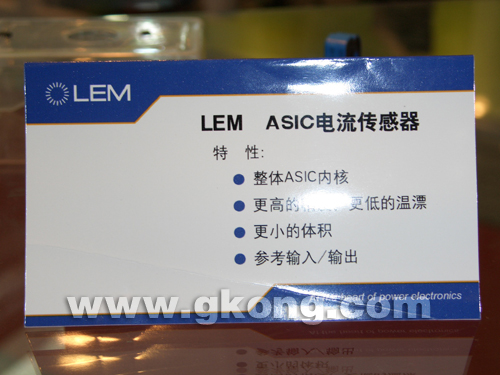 LEM
LEM ASIC电流传感器
特 性:
● 整体ASIC内核
● 更高的 更低的温漂
● 更小的体积
● 参考输入/输出
heart of power electronics
www.gkong.com